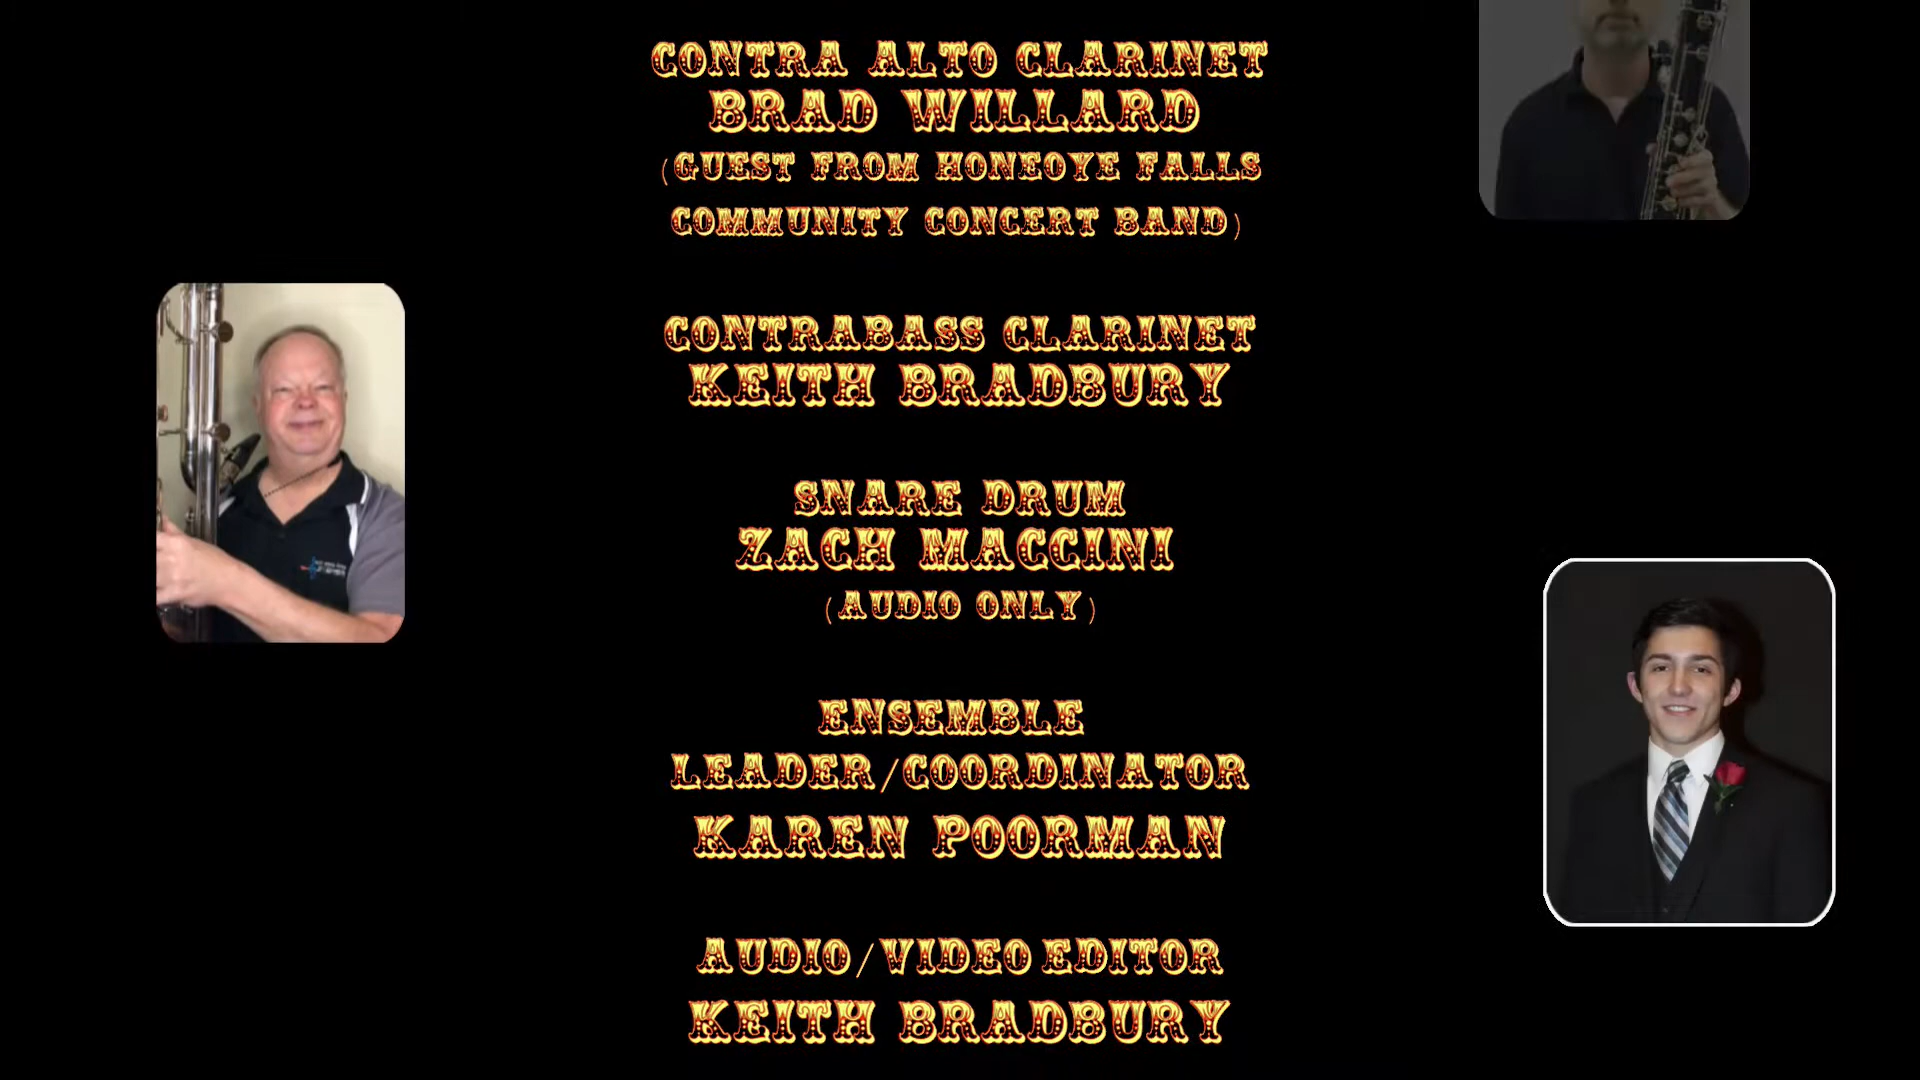 CONTRA ALTO CLARINET
BRAD WILLARD
(GUEST FROM HONEOYE FALLS
COMMUNITY CONCERT BAND)
CONTRABASS CLARINET
KEITH BRADBURY
SNARE DRUM
ZACH MACCINI
(AUDIO ONLY)
ENSEMBLE
LEADER/COORDINATOR
KAREN POORMAN
AUDIO/VIDEO EDITOR
KEITH BRADBURY